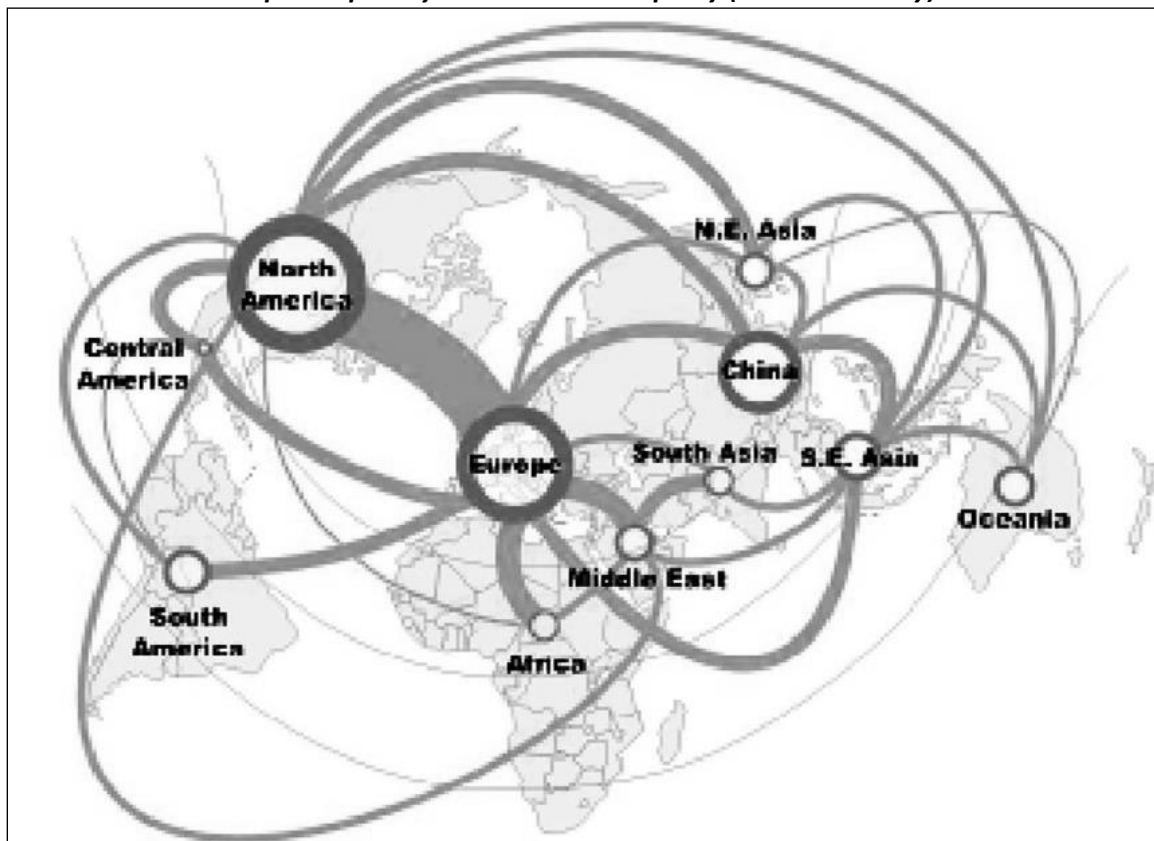 N.E. Asia
North
America
Central
America
China
Europe
South Asia
S.E. Asia
Oceania
Middle East
South
America
Africa